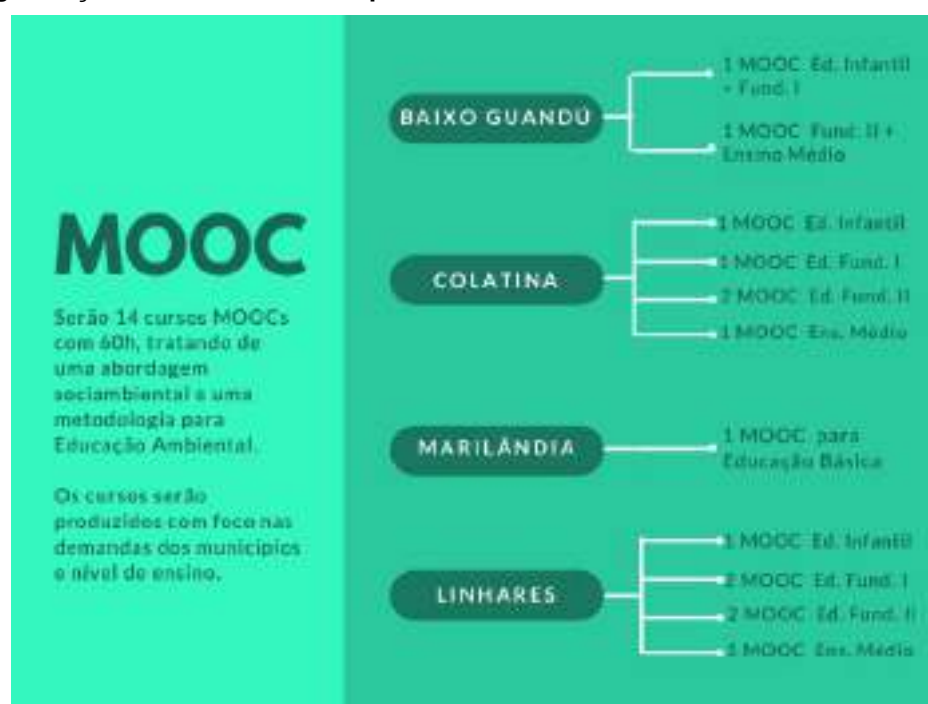 MOOC
Serão 14 cursos MOOCs
com 60h, tratando de
uma abordagem
sociambiental e uma
metodologia para
Educação Ambiental.
Os cursos serão
produzidos com foco nas
demandas dos municípios
e nível de ensino.
BAIXO GUANDÚ
1 MOOC Ed. Infantil
+ Fund. I
1 MOOC Fund. II +
Ensino Médio
COLATINA
1 MOOC Ed. Infantil
1 MOOC Ed. Fund. I
2 MOOC Ed. Fund. II
1 MOOC Ens. Médio
MARILÂNDIA
1 MOOC para
Educação Básica
LINHARES
1 MOOC Ed. Infantil
2 MOOC Ed. Fund. I
2 MOOC Ed. Fund. II
1 MOOC Ens. Médio